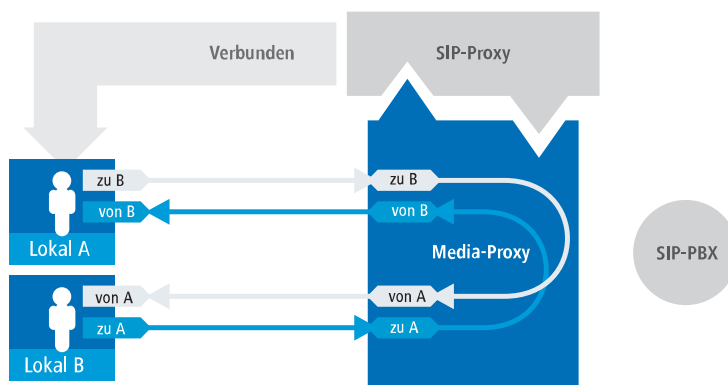 Verbunden
SIP-Proxy
zu B
von B
Lokal A
zu B
von B
Media-Proxy
SIP-PBX
von A
zu A
Lokal B
von A
zu A